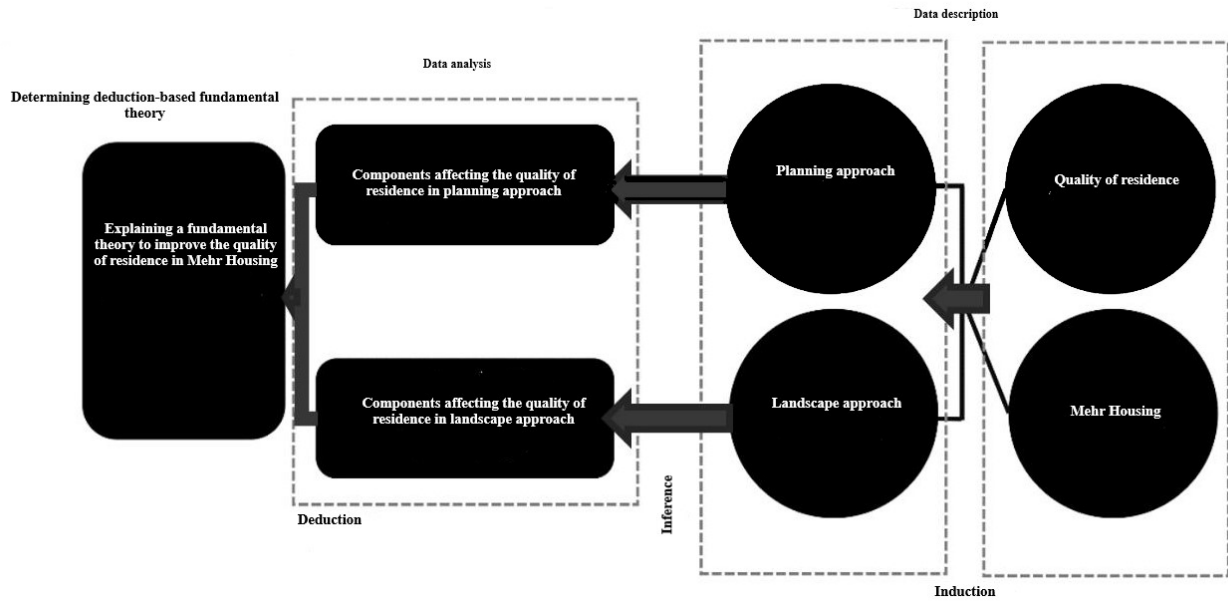 Data description
Data analysis
Determining deduction-based fundamental
theory
Explaining a fundamental
theory to improve the quality
of residence in Mehr Housing
Components affecting the quality of
residence in planning approach
Planning approach
Quality of residence
Components affecting the quality of
residence in landscape approach
Landscape approach
Mehr Housing
Deduction
Inference
Induction